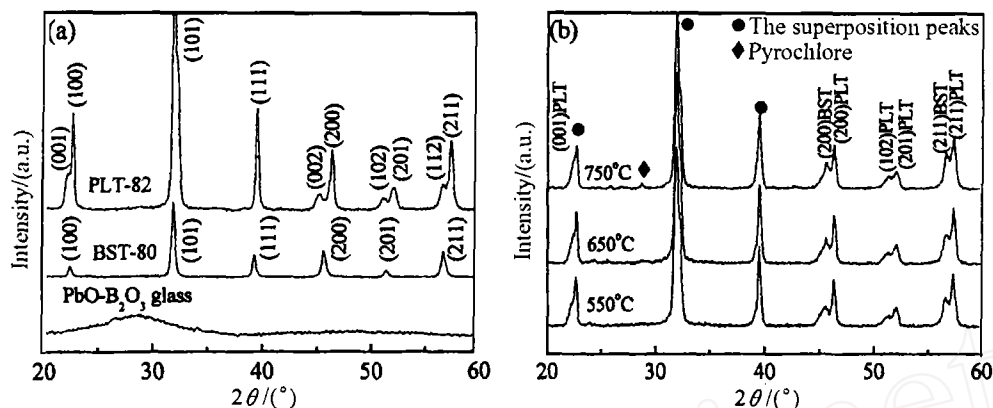 (a)
Intensity/(a.u.)
(001)
(100)
(101)
(111)
(002)
(200)
(102)
(201)
(112)
(211)
PLT-82
(100)
(101)
(111)
(200)
(201)
(211)
BST-80
PbO-B₂O₃ glass
20 30 40 50 60
2θ/(°)
(b)
● The superposition peaks
◆ Pyrochlore
Intensity/(a.u.)
(001)PLT
(200)BST
(200)PLT
(102)PLT
(201)PLT
(211)BST
(211)PLT
750°C
650°C
550°C
20 30 40 50 60
2θ/(°)